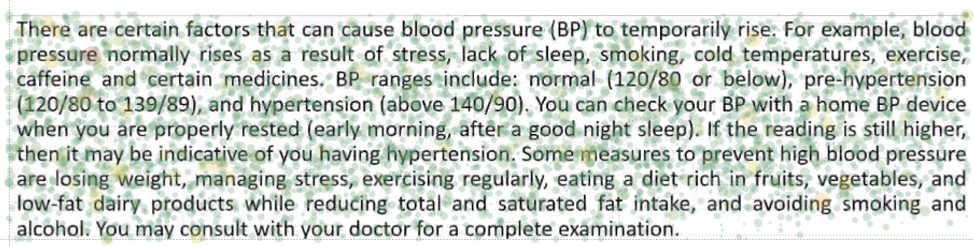 There are certain factors that can cause blood pressure (BP) to temporarily rise. For example, blood
pressure normally rises as a result of stress, lack of sleep, smoking, cold temperatures, exercise,
caffeine and certain medicines. BP ranges include: normal (120/80 or below), pre-hypertension
(120/80 to 139/89), and hypertension (above 140/90). You can check your BP with a home BP device
when you are properly rested (early morning, after a good night sleep). If the reading is still higher,
then it may be indicative of you having hypertension. Some measures to prevent high blood pressure
are losing weight, managing stress, exercising regularly, eating a diet rich in fruits, vegetables, and
low-fat dairy products while reducing total and saturated fat intake, and avoiding smoking and
alcohol. You may consult with your doctor for a complete examination.